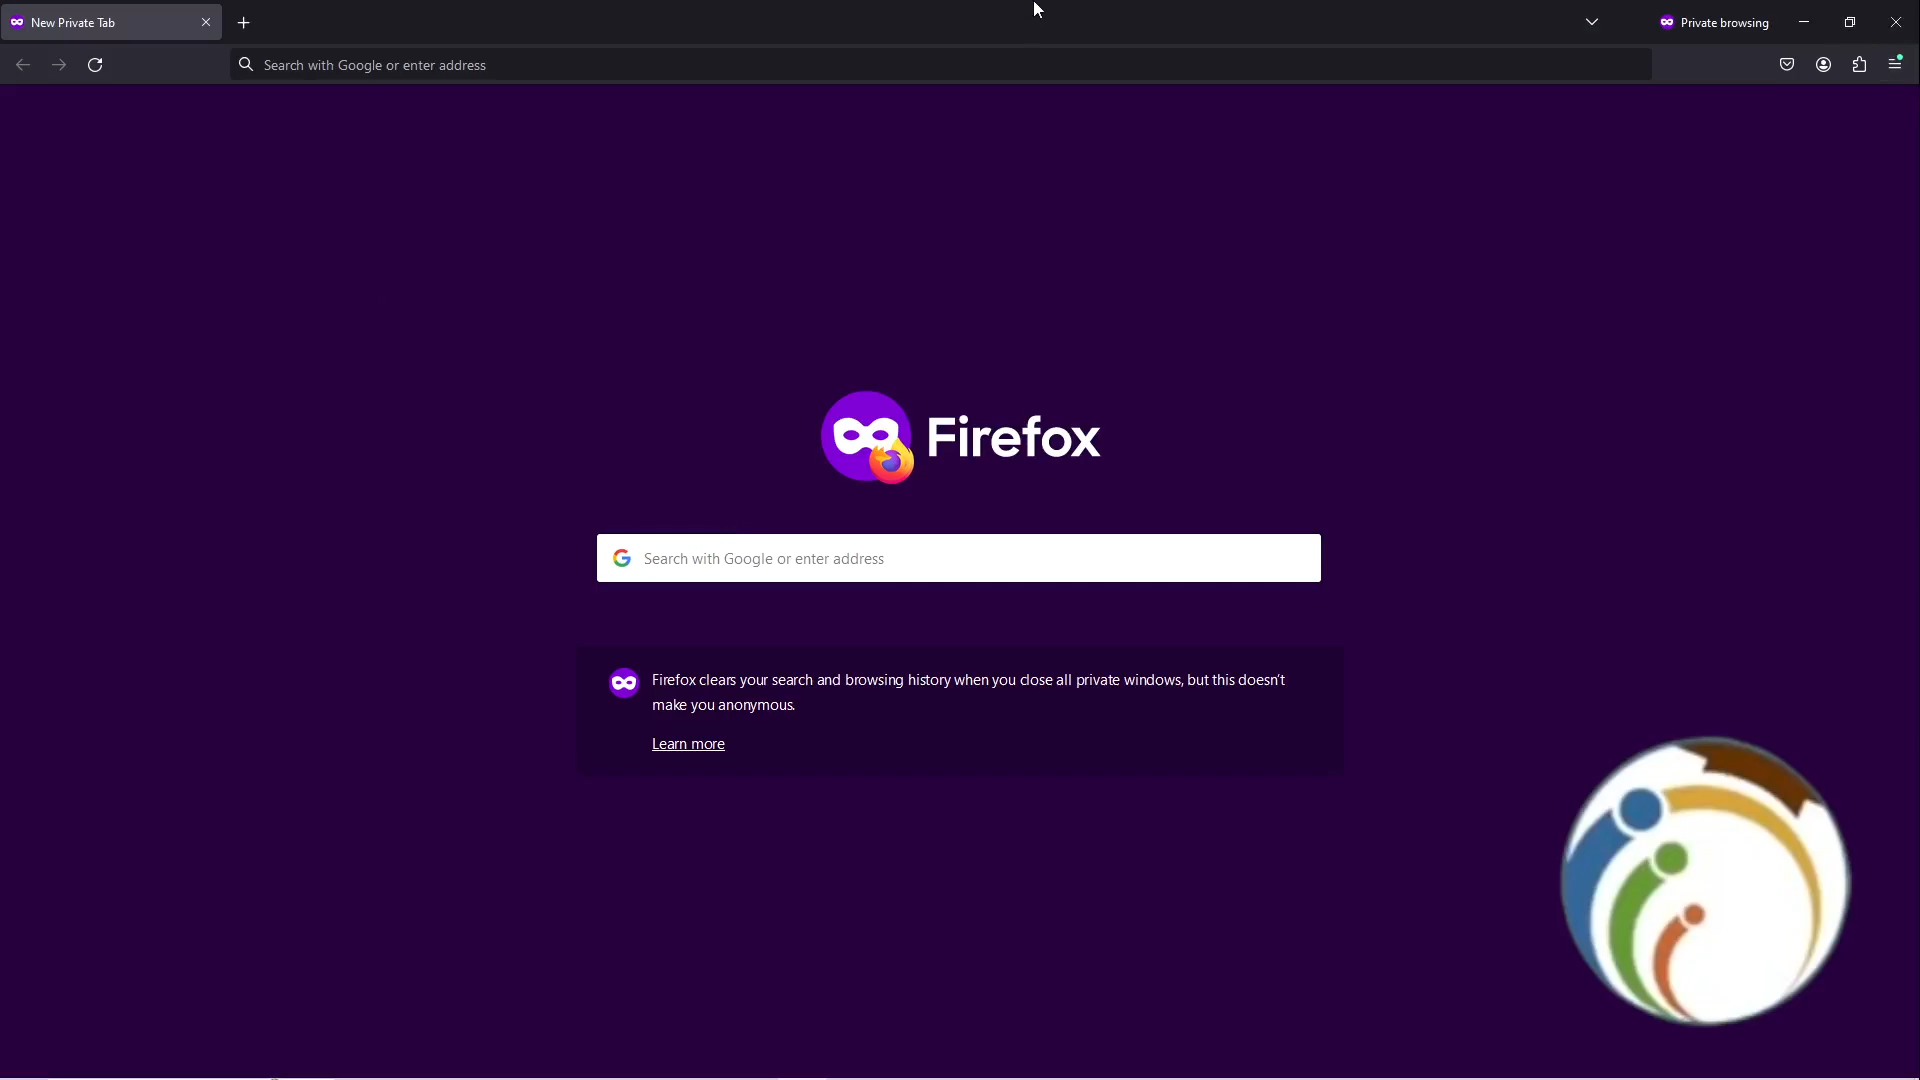 New Private Tab
Private browsing
Search with Google or enter address
Firefox
Search with Google or enter address
Firefox clears your search and browsing history when you close all private windows, but this doesn’t
make you anonymous.
Learn more